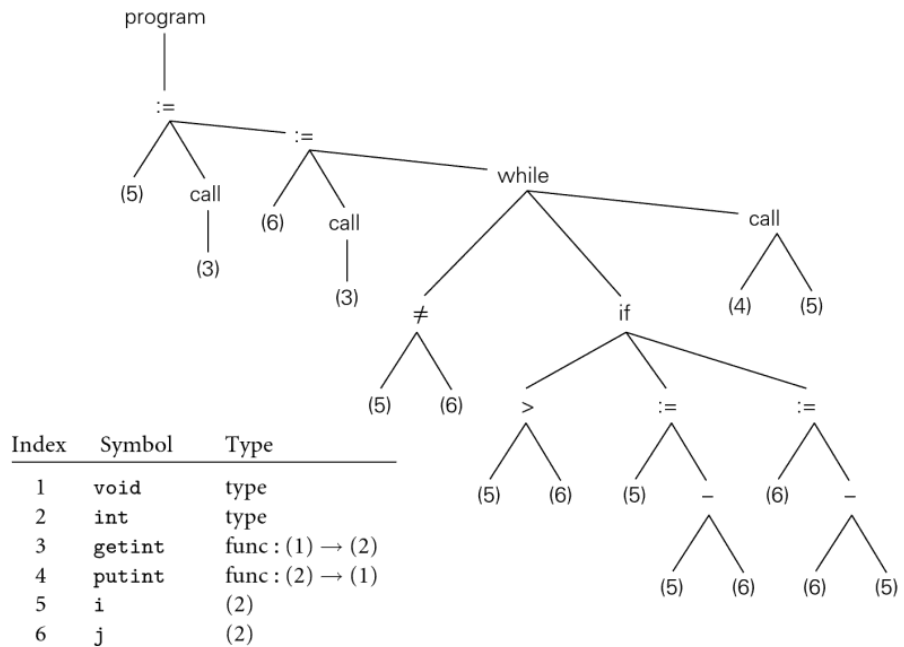 program
:=
:=
while
(5) call
(6) call
call
(3)
(3)
(4) (5)
≠
if
(5) (6)
> := :=
(5) (6) (5) − (6) −
(5) (6) (6) (5)
Index Symbol Type
1 void type
2 int type
3 getint func : (1) → (2)
4 putint func : (2) → (1)
5 i (2)
6 j (2)